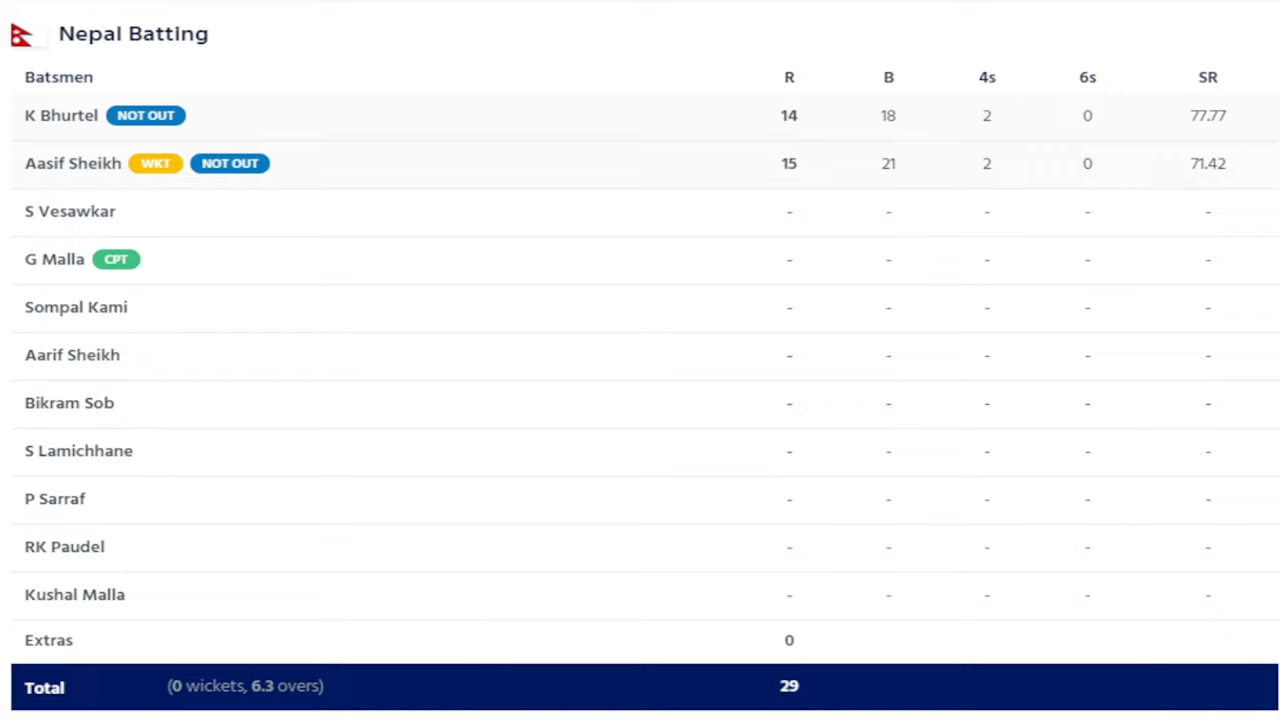 Nepal Batting
Batsmen R B 4s 6s SR
K Bhurtel NOT OUT 14 18 2 0 77.77
Aasif Sheikh WKT NOT OUT 15 21 2 0 71.42
S Vesawkar - - - - -
G Malla CPT - - - - -
Sompal Kami - - - - -
Aarif Sheikh - - - - -
Bikram Sob - - - - -
S Lamichhane - - - - -
P Sarraf - - - - -
RK Paudel - - - - -
Kushal Malla - - - - -
Extras 0
Total (0 wickets, 6.3 overs) 29